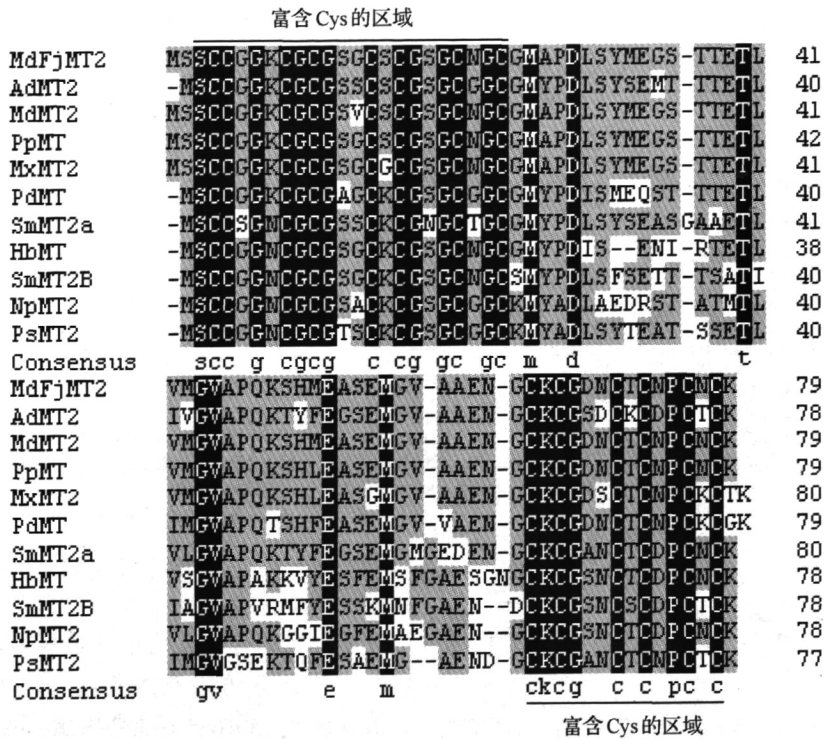 富含Cys的区域
MdFjMT2 MSSCCGGKCGCGSGCSCGSGCNGCGMAPDLSYMEGS-TTETL 41
AdMT2 -MSCCGGKCGCGSSCSCGSGCGGCGMYPDLSYSEMT-TTETL 40
MdMT2 MSSCCGGKCGCGSVCSCGSGCNGCGMAPDLSYMEGS-TTETL 41
PpMT MSSCCGGKCGCGSGCSCGSGCNGCGMAPDLSYMEGS-TTETL 42
MxMT2 MSSCCGGKCGCGSGCGCGSGCNGCGMAPDLSYMEGS-TTETL 41
PdMT -MSCCGGKCGCGAGCKCGSGCGGCGMYPDISMEQST-TTETL 40
SmMT2a -MSCCSGNCGCGSSCKCGNGCTGCGMYPDLSYSEASGAAETL 41
HbMT -MSCCGGNCGCGSGCKCGSGCNGCGMYPDIS--ENI-RTETL 38
SmMT2B -MSCCGGNCGCGSGCKCGSGCNGCSMYPDLSFSETT-TSATI 40
NpMT2 -MSCCGGNCGCGSACKCGSGCGGCKMYADLAEDRST-ATMTL 40
PsMT2 -MSCCGGNCGCGTSCKCGSGCGGCKMYADLSYTEAT-SSETL 40
Consensus scc g cgcg c cg gc gc m d t
MdFjMT2 VMGVAPQKSHMEASEMGV-AAEN-GCKCGDNCTCNPCNCK 79
AdMT2 IVGVAPQKTYFEGSEMGV-AAEN-GCKCGSDCKCDPCTCK 78
MdMT2 VMGVAPQKSHMEASEMGV-AAEN-GCKCGDNCTCNPCNCK 79
PpMT VMGVAPQKSHLEASEMGV-AAEN-GCKCGDNCTCNPCNCK 79
MxMT2 VMGVAPQKSHLEASGMGV-AAEN-GCKCGDSCTCNPCKCTK 80
PdMT IMGVAPQTSHFEASEMGV-VAEN-GCKCGDNCTCNPCKCGK 79
SmMT2a VLGVAPQKTYFEGSEMGMGEDEN-GCKCGANCTCDPCNCK 80
HbMT VSGVAPAKKVYESFEMSFGAESGNGCKCGSNCTCDPCNCK 78
SmMT2B IAGVAPVRMFYESSKMNFGAEN--DCKCGSNCSCDPCTCK 78
NpMT2 VLGVAPQKGGIEGFEMAEGAEN--GCKCGSNCTCDPCNCK 78
PsMT2 IMGVGSEKTQFESAEMG--AEND-GCKCGANCTCNPCTCK 77
Consensus gv e m ckcg c c pc c
富含Cys的区域